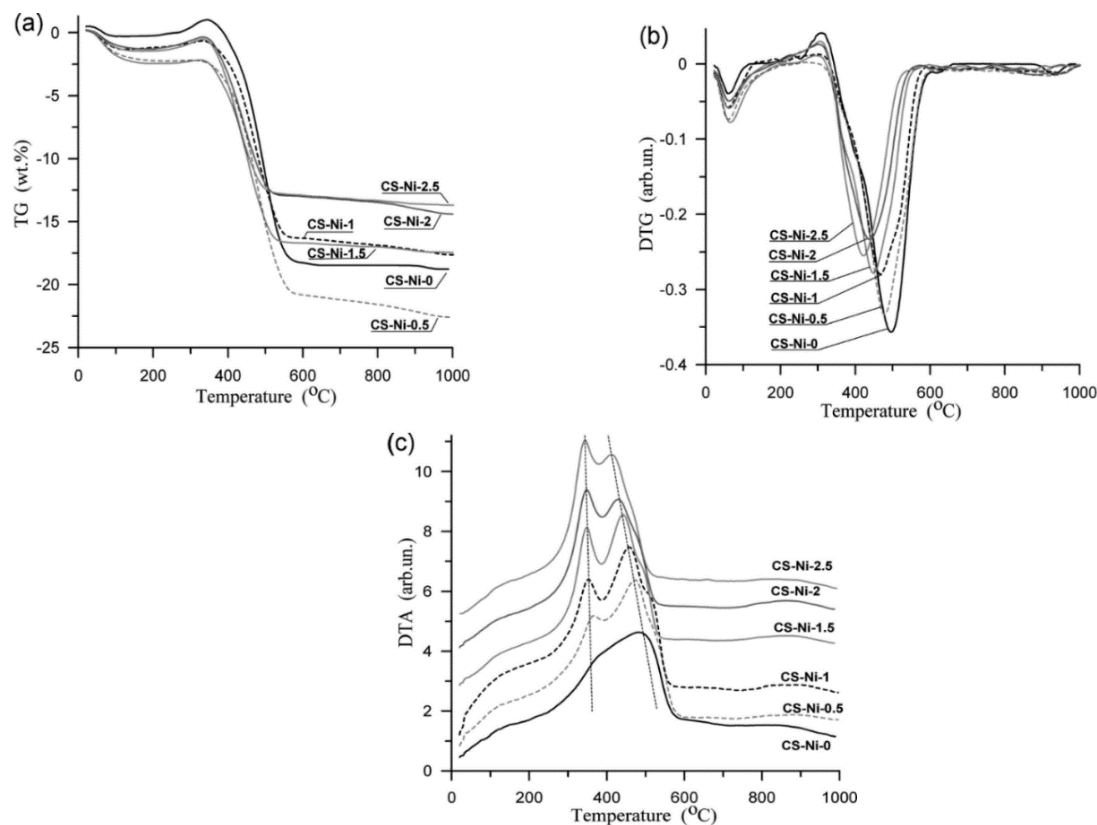 (a)
0
-5
-10
-15
-20
-25
TG (wt.%)
CS-Ni-2.5
CS-Ni-2
CS-Ni-1
CS-Ni-1.5
CS-Ni-0
CS-Ni-0.5
0 200 400 600 800 1000
Temperature (°C)
(b)
0
-0.1
-0.2
-0.3
-0.4
DTG (arb.un.)
CS-Ni-2.5
CS-Ni-2
CS-Ni-1.5
CS-Ni-1
CS-Ni-0.5
CS-Ni-0
0 200 400 600 800 1000
Temperature (°C)
(c)
10
8
6
4
2
0
DTA (arb.un.)
CS-Ni-2.5
CS-Ni-2
CS-Ni-1.5
CS-Ni-1
CS-Ni-0.5
CS-Ni-0
0 200 400 600 800 1000
Temperature (°C)